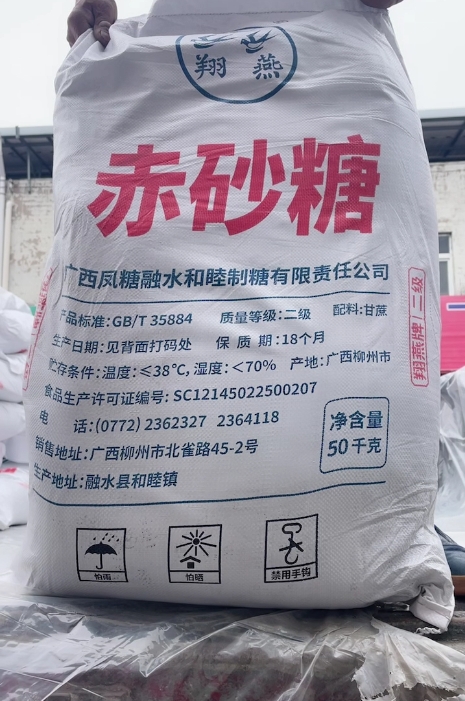 翔燕
赤砂糖
广西凤糖融水和睦制糖有限责任公司
产品标准:GB/T 35884 质量等级:二级 配料:甘蔗
生产日期:见背面打码处 保质期:18个月
贮存条件:温度:≤38℃,湿度:<70% 产地:广西柳州市
食品生产许可证编号:SC12145022500207
电话:(0772) 2362327 2364118
销售地址:广西柳州市北雀路45-2号
生产地址:融水县和睦镇
净含量
50千克
翔燕牌 二级
怕雨
怕晒
禁用手钩